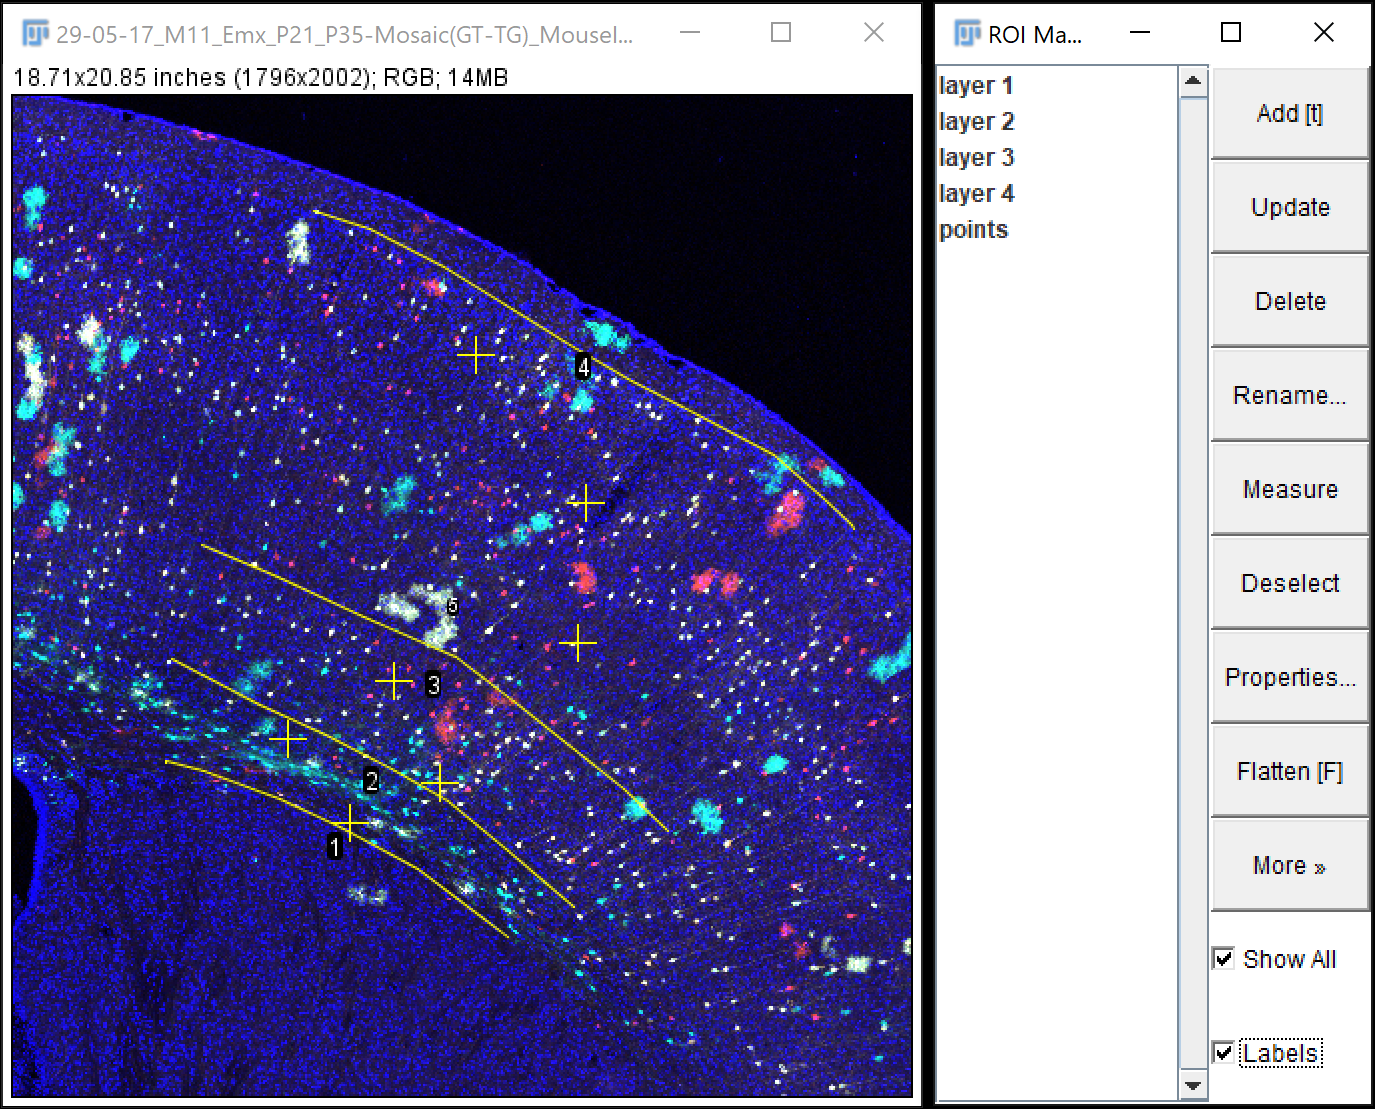 29-05-17_M11_Emx_P21_P35-Mosaic(GT-TG)_Mousel...
18.71x20.85 inches (1796x2002); RGB; 14MB
4
5
3
2
1
ROI Ma...
layer 1
layer 2
layer 3
layer 4
points
Add [t]
Update
Delete
Rename...
Measure
Deselect
Properties...
Flatten [F]
More »
Show All
Labels